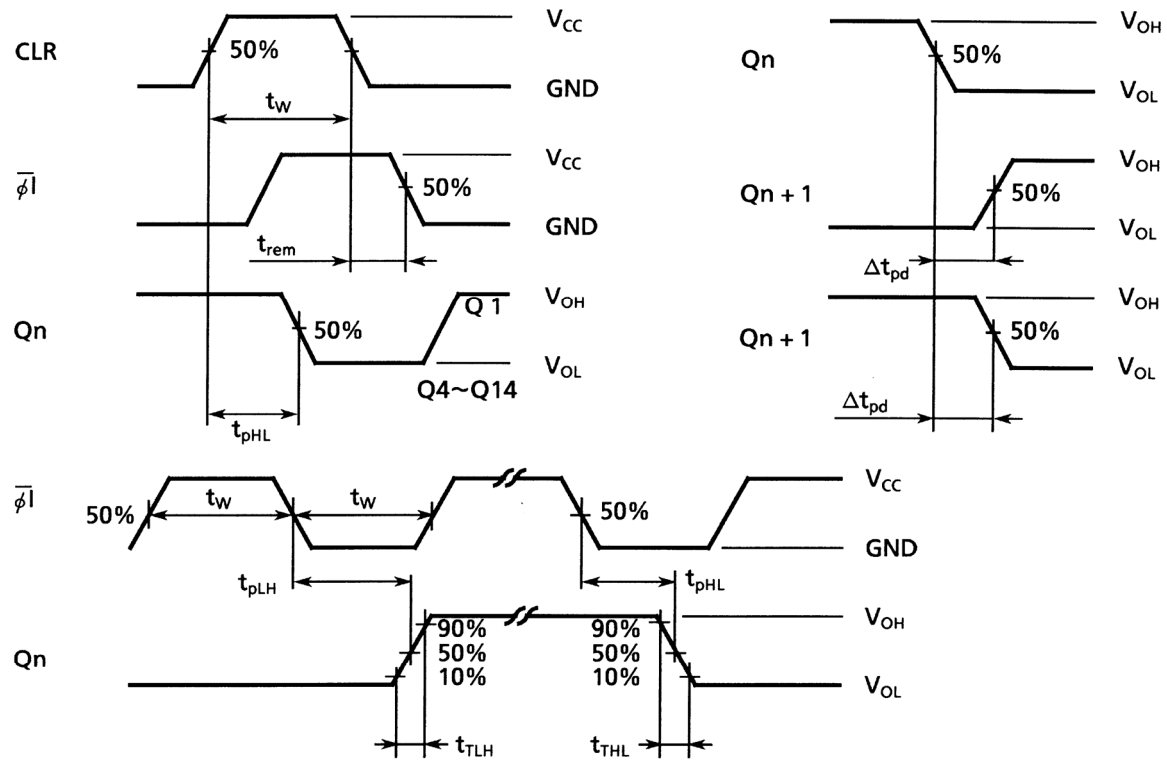 CLR
50%
V_CC
GND
t_W
φ̅I
50%
V_CC
GND
t_rem
Qn
50%
Q 1
V_OH
V_OL
Q4~Q14
t_pHL
Qn
50%
V_OH
V_OL
Qn + 1
50%
V_OH
V_OL
Δt_pd
Qn + 1
50%
V_OH
V_OL
Δt_pd
φ̅I
50%
t_W
t_W
50%
V_CC
GND
t_pLH
t_pHL
Qn
90%
50%
10%
90%
50%
10%
V_OH
V_OL
t_TLH
t_THL